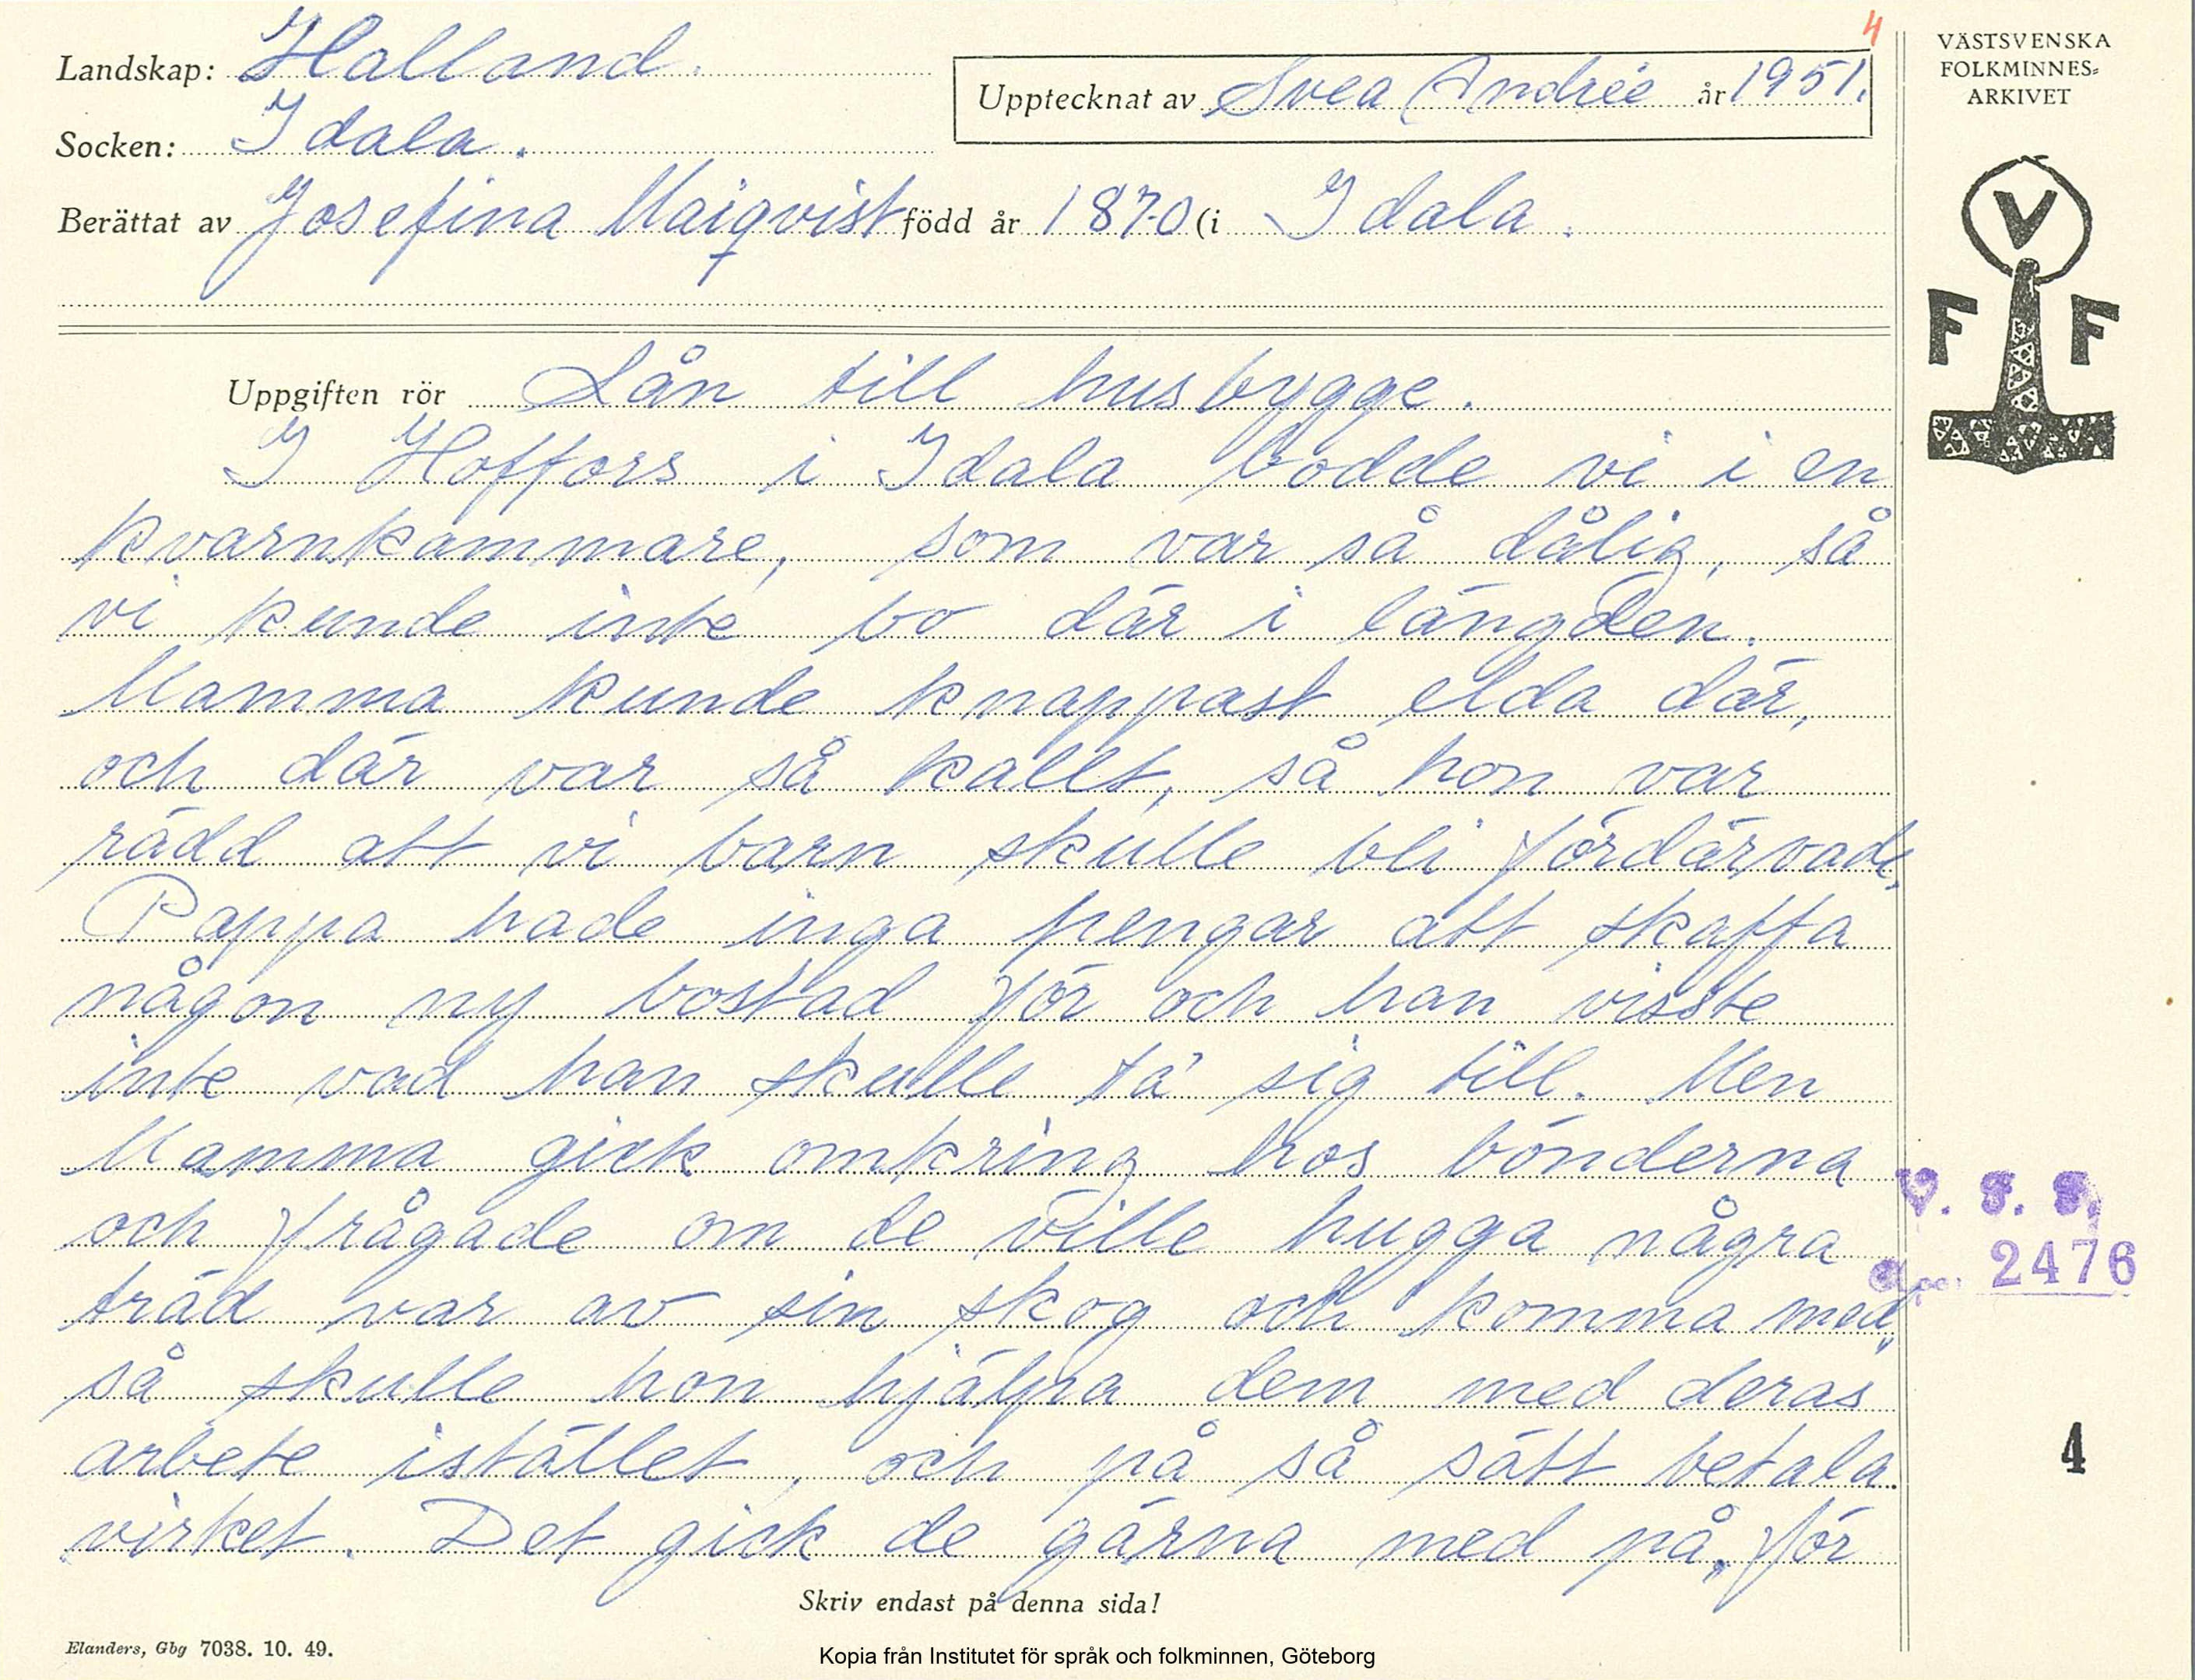 4
Landskap: Halland.
Upptecknat av Svea Andrée år 1951.
VÄSTSVENSKA
FOLKMINNES=
ARKIVET
Socken: Idala.
Berättat av Josefina Maiqvist född år 1870 (i Idala.
V
F F
Uppgiften rör Lån till husbygge.
I Hoffors i Idala bodde vi i en
kvarnkammare, som var så dålig, så
vi kunde inte bo där i längden.
Mamma kunde knappast elda där,
och där var så kallt, så hon var
rädd att vi barn skulle bli fördärvade.
Pappa hade inga pengar att skaffa
någon ny bostad för och han visste
inte vad han skulle ta' sig till. Men
Mamma gick omkring hos bönderna
och frågade om de ville hugga några
träd var av sin skog och komma med,
så skulle hon hjälpa dem med deras
arbete istället, och på så sätt betala
virket. Det gick de gärna med på, för
V. F. F.
2476
4
Skriv endast på denna sida!
Elanders, Gbg 7038. 10. 49.
Kopia från Institutet för språk och folkminnen, Göteborg